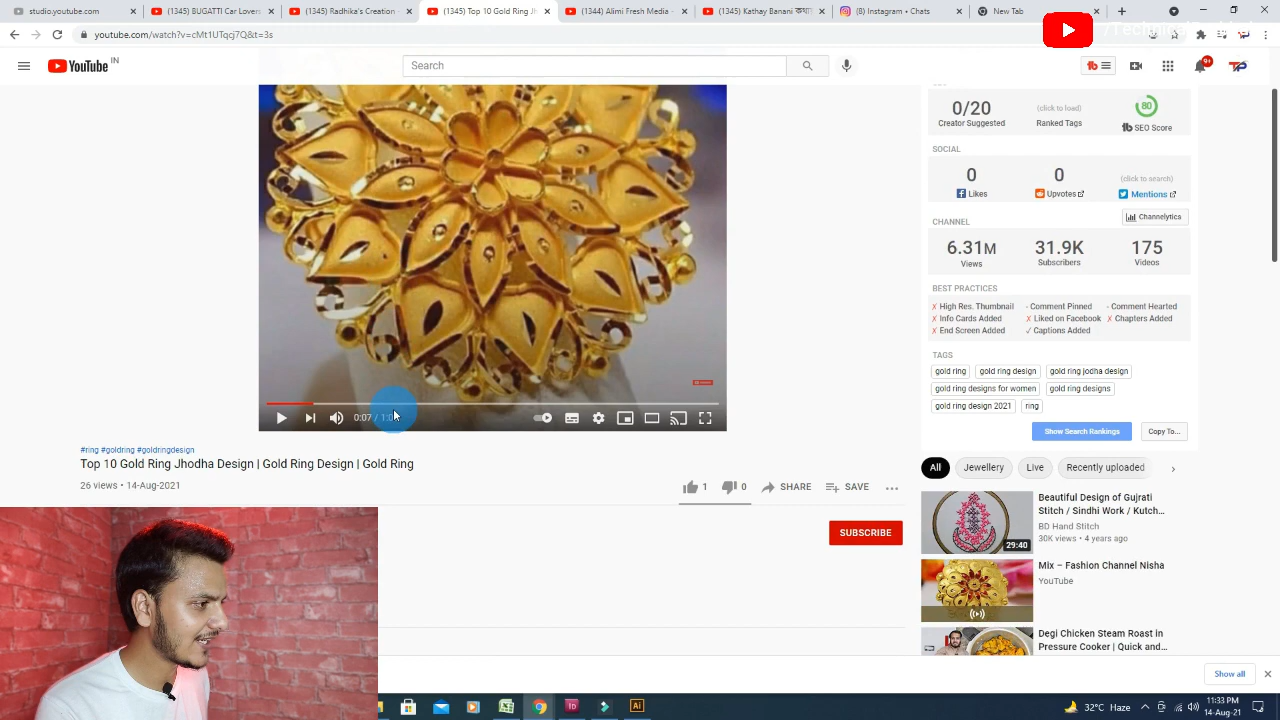 studio.youtube.com/
(1345) BUGATTI Car Lover
(1345) Radhika's Creation
(1345) Top 10 Gold Ring Jh
(1344) Alimi Fresh To Wata
(1345) Kathay Banani
(8) Instagram • Chats
New Tab
youtube.com/watch?v=cMt1UTqcj7Q&t=3s
YouTube IN
Search
9+
0/20
(click to load)
80
Creator Suggested
Ranked Tags
SEO Score
SOCIAL
0
0
(click to search)
Likes
Upvotes
Mentions
CHANNEL
Channelytics
6.31M
31.9K
175
Views
Subscribers
Videos
BEST PRACTICES
✗ High Res. Thumbnail - Comment Pinned - Comment Hearted
✗ Info Cards Added ✗ Liked on Facebook ✗ Chapters Added
✗ End Screen Added ✓ Captions Added
TAGS
gold ring gold ring design gold ring jodha design
gold ring designs for women gold ring designs
gold ring design 2021 ring
Show Search Rankings Copy To...
0:07 / 1:0
#ring #goldring #goldringdesign
Top 10 Gold Ring Jhodha Design | Gold Ring Design | Gold Ring
26 views • 14-Aug-2021
1 0 SHARE SAVE
SUBSCRIBE
All Jewellery Live Recently uploaded
Beautiful Design of Gujrati
Stitch / Sindhi Work / Kutch...
BD Hand Stitch
30K views • 4 years ago
29:40
Mix – Fashion Channel Nisha
YouTube
Degi Chicken Steam Roast in
Pressure Cooker | Quick and...
Show all
32°C Haze
11:33 PM
14-Aug-21